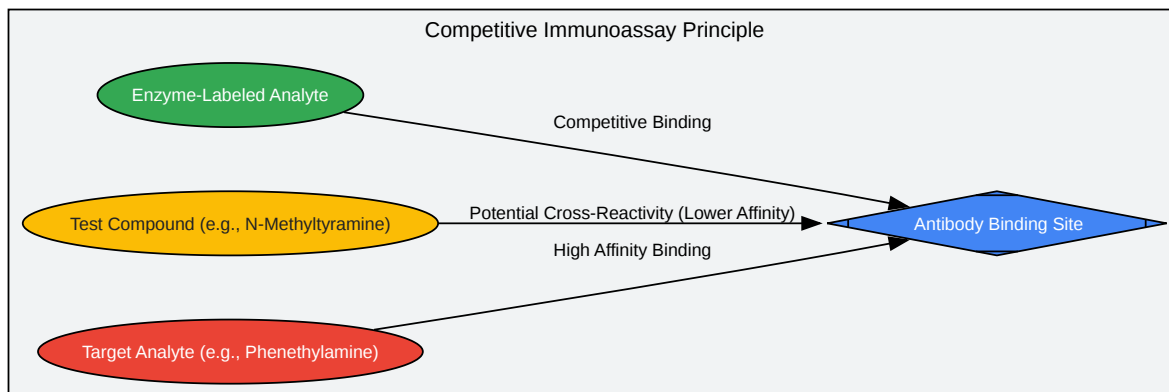 Competitive Immunoassay Principle
Enzyme-Labeled Analyte
Competitive Binding
Test Compound (e.g., N-Methyltyramine)
Potential Cross-Reactivity (Lower Affinity)
Antibody Binding Site
High Affinity Binding
Target Analyte (e.g., Phenethylamine)